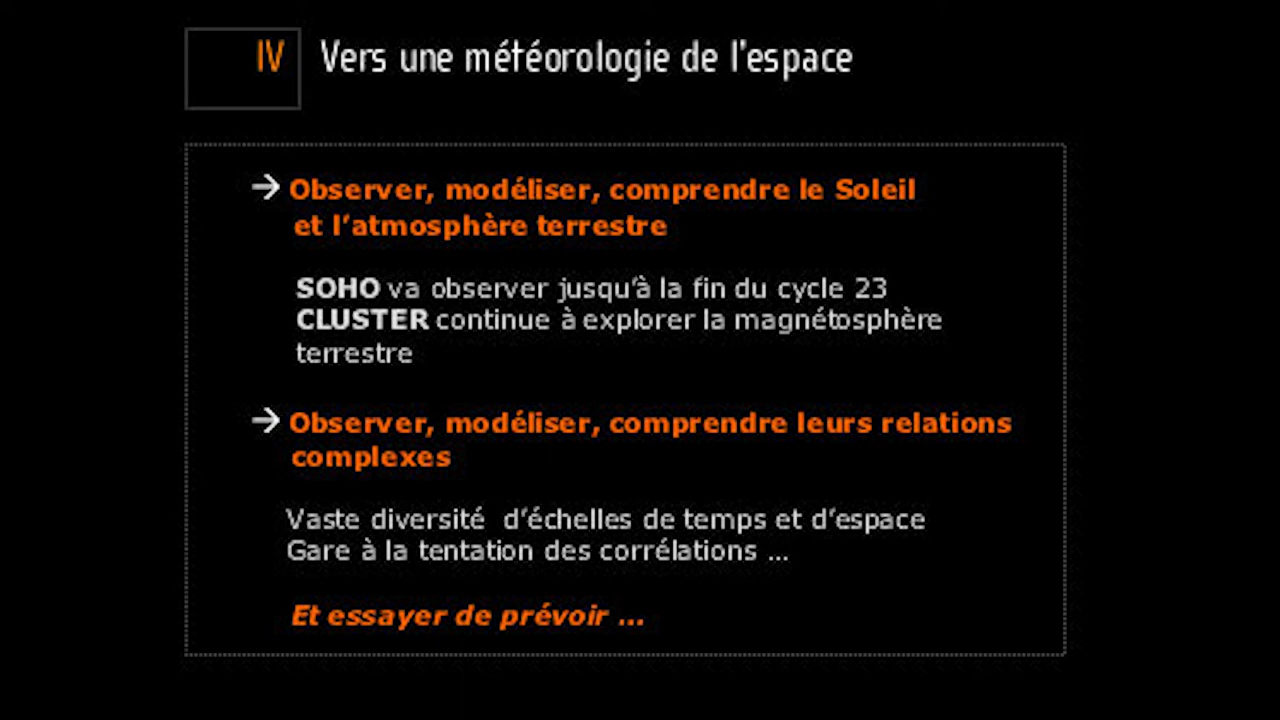 IV Vers une météorologie de l'espace
→ Observer, modéliser, comprendre le Soleil
et l'atmosphère terrestre
SOHO va observer jusqu'à la fin du cycle 23
CLUSTER continue à explorer la magnétosphère
terrestre
→ Observer, modéliser, comprendre leurs relations
complexes
Vaste diversité d'échelles de temps et d'espace
Gare à la tentation des corrélations ...
Et essayer de prévoir ...